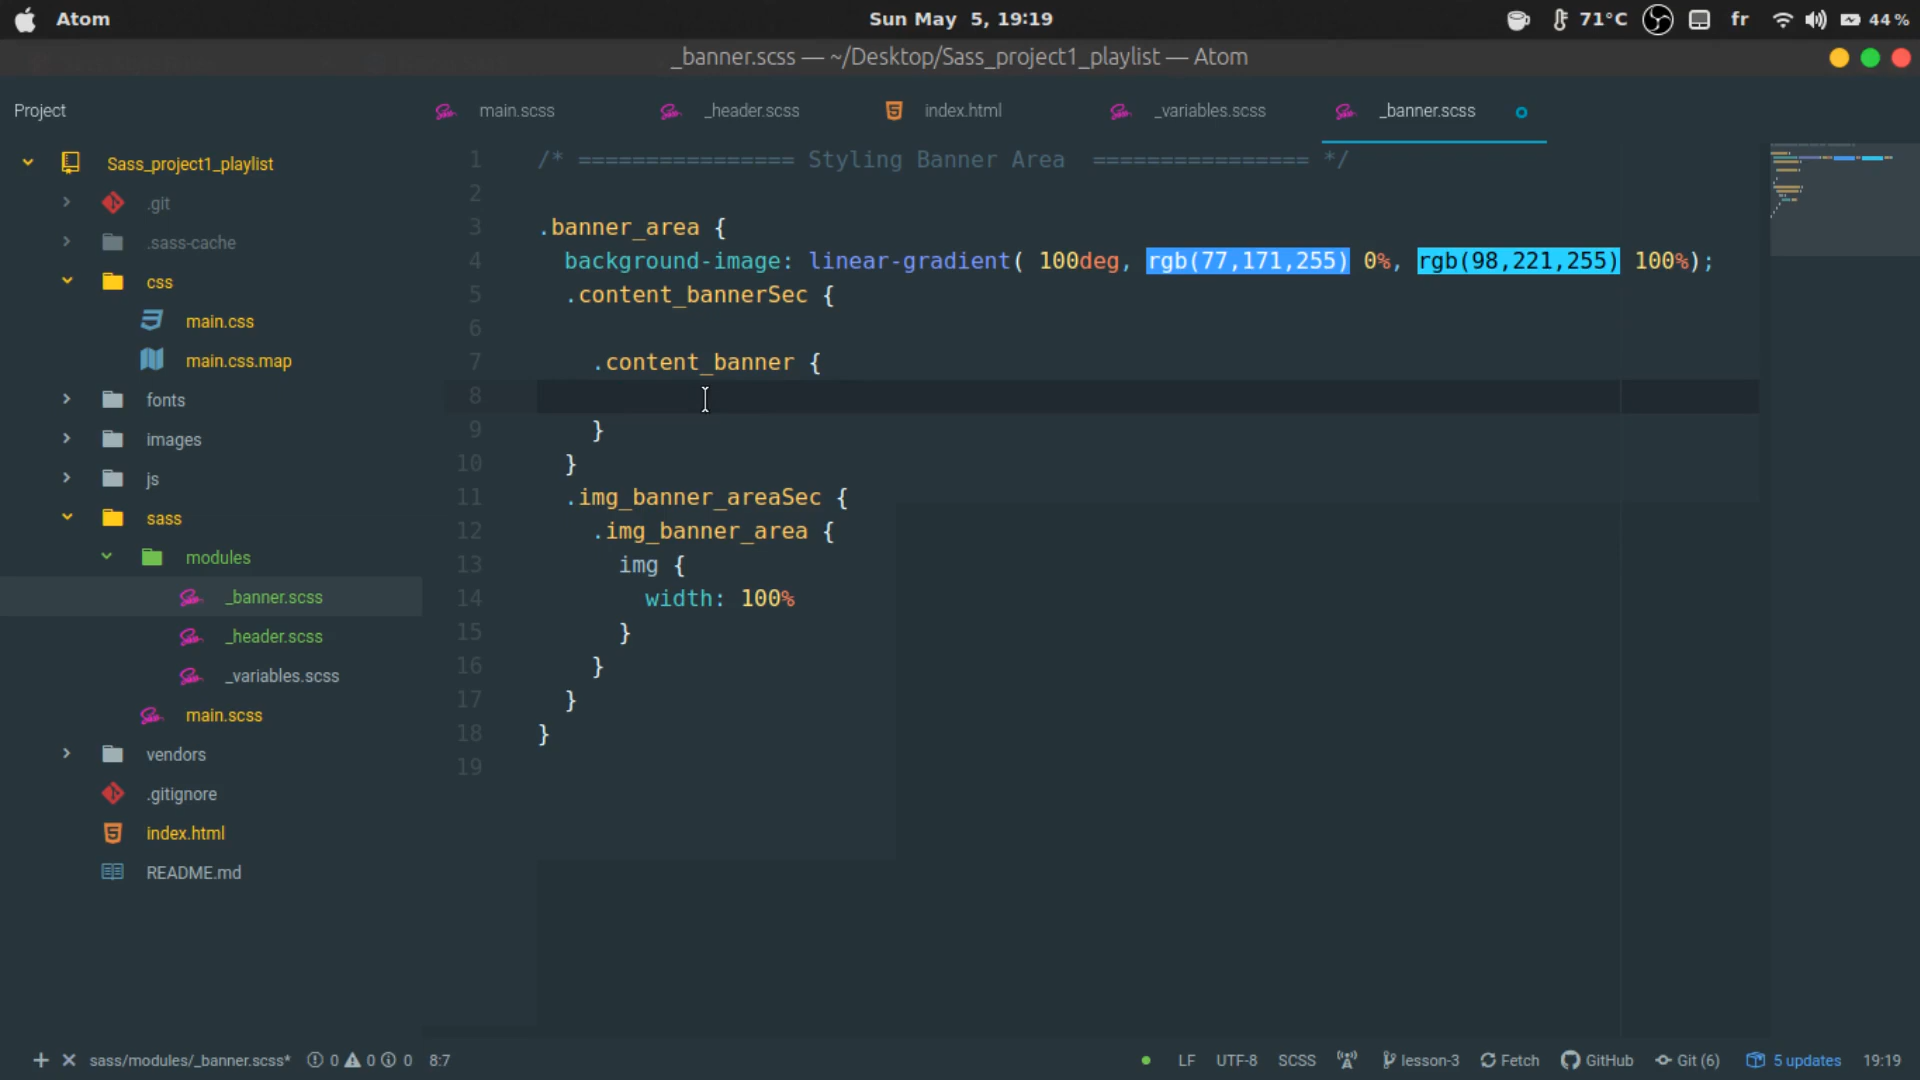 Atom
Sun May 5, 19:19
71°C
fr
44%
_banner.scss — ~/Desktop/Sass_project1_playlist — Atom
Project
main.scss
_header.scss
index.html
_variables.scss
_banner.scss
Sass_project1_playlist
.git
.sass-cache
css
main.css
main.css.map
fonts
images
js
sass
modules
_banner.scss
_header.scss
_variables.scss
main.scss
vendors
.gitignore
index.html
README.md
1 /* ================ Styling Banner Area ================ */
2
3 .banner_area {
4 background-image: linear-gradient( 100deg, rgb(77,171,255) 0%, rgb(98,221,255) 100%);
5 .content_bannerSec {
6
7 .content_banner {
8
9 }
10 }
11 .img_banner_areaSec {
12 .img_banner_area {
13 img {
14 width: 100%
15 }
16 }
17 }
18 }
19
sass/modules/_banner.scss* 0 0 0 8:7
LF UTF-8 SCSS lesson-3 Fetch GitHub Git (6) 5 updates 19:19